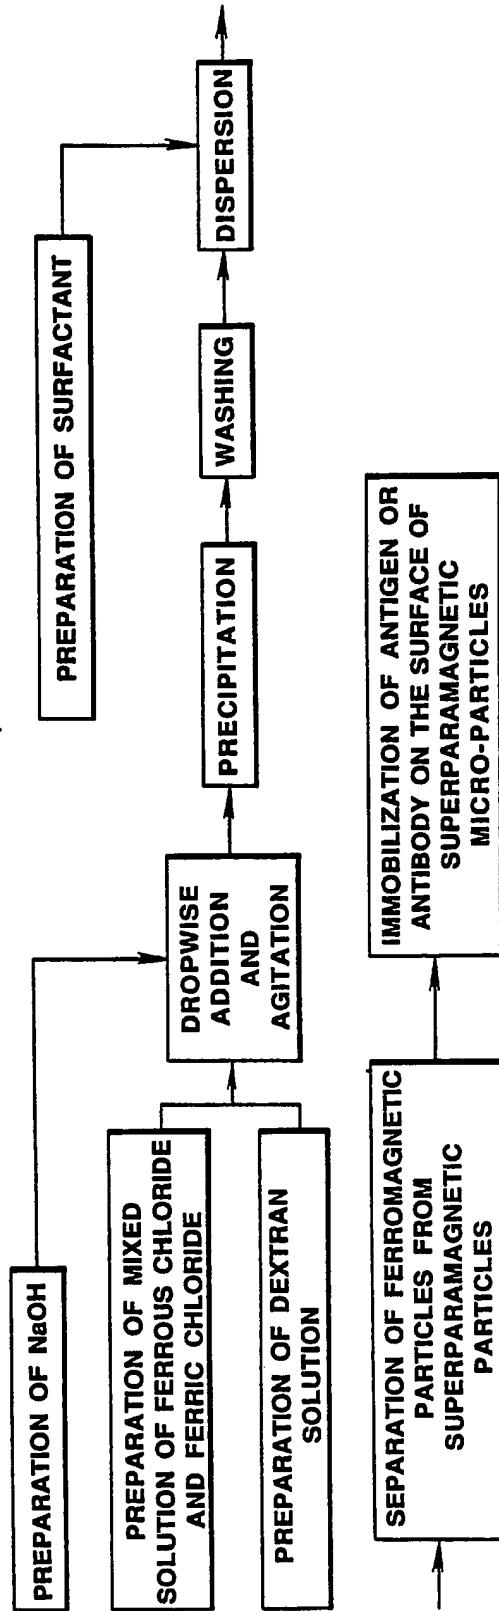 PREPARATION OF NaOH
PREPARATION OF MIXED
SOLUTION OF FERROUS CHLORIDE
AND FERRIC CHLORIDE
PREPARATION OF DEXTRAN
SOLUTION
DROPWISE
ADDITION
AND
AGITATION
PRECIPITATION
WASHING
PREPARATION OF SURFACTANT
DISPERSION
SEPARATION OF FERROMAGNETIC
PARTICLES FROM
SUPERPARAMAGNETIC
PARTICLES
IMMOBILIZATION OF ANTIGEN OR
ANTIBODY ON THE SURFACE OF
SUPERPARAMAGNETIC
MICRO-PARTICLES